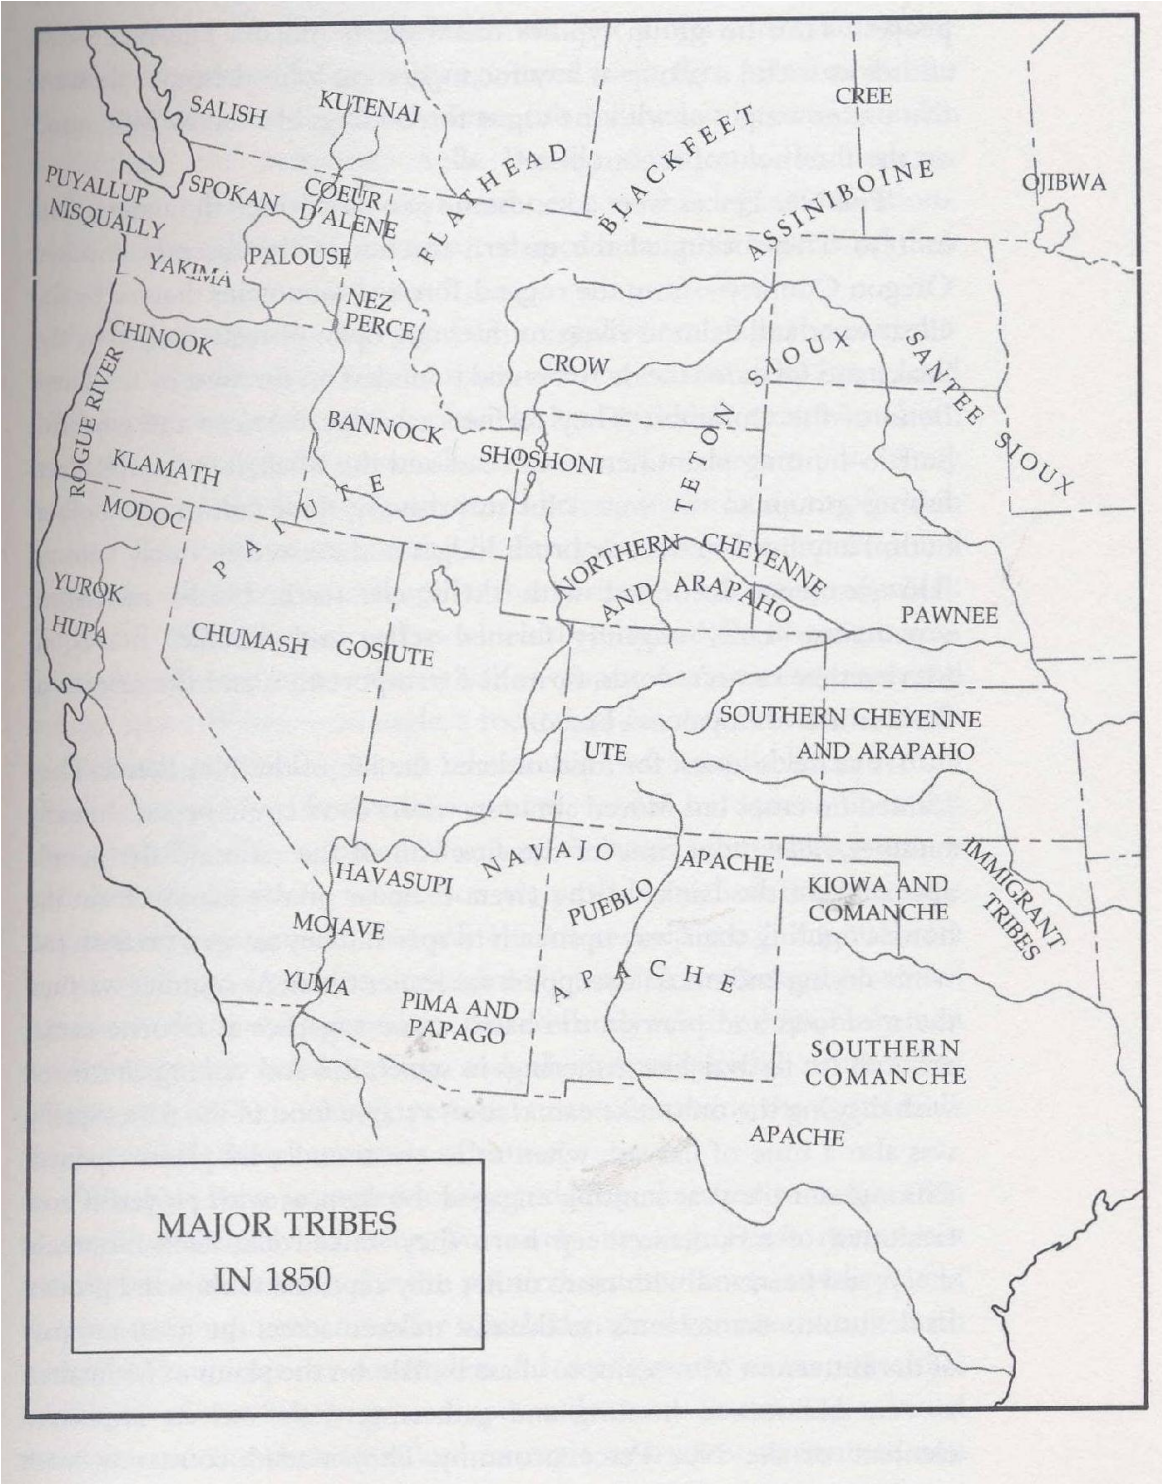 SALISH
KUTENAI
CREE
FLATHEAD
BLACKFEET
ASSINIBOINE
OJIBWA
PUYALLUP
NISQUALLY
SPOKAN
COEUR
D'ALENE
YAKIMA
PALOUSE
NEZ
PERCE
CHINOOK
CROW
TETON SIOUX
SANTEE SIOUX
ROGUE RIVER
BANNOCK
SHOSHONI
KLAMATH
MODOC
PAIUTE
NORTHERN CHEYENNE
AND ARAPAHO
PAWNEE
YUROK
HUPA
CHUMASH
GOSIUTE
SOUTHERN CHEYENNE
AND ARAPAHO
UTE
NAVAJO
HAVASUPI
PUEBLO
APACHE
KIOWA AND
COMANCHE
IMMIGRANT
TRIBES
MOJAVE
YUMA
PIMA AND
PAPAGO
APACHE
SOUTHERN
COMANCHE
APACHE
MAJOR TRIBES
IN 1850